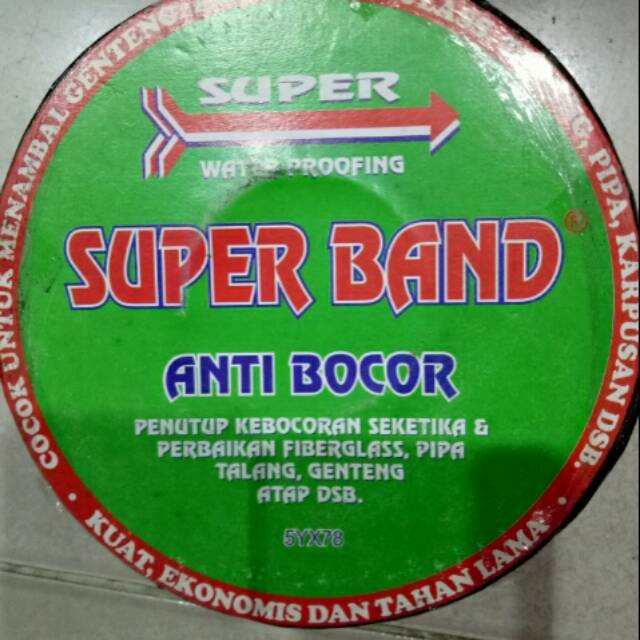 SUPER
WATER PROOFING
SUPER BAND®
ANTI BOCOR
PENUTUP KEBOCORAN SEKETIKA &
PERBAIKAN FIBERGLASS, PIPA
TALANG, GENTENG
ATAP DSB.
5YX78
COCOK UNTUK MENAMBAL GENTENG, PIPA, KARPUSAN DSB.
• KUAT, EKONOMIS DAN TAHAN LAMA •